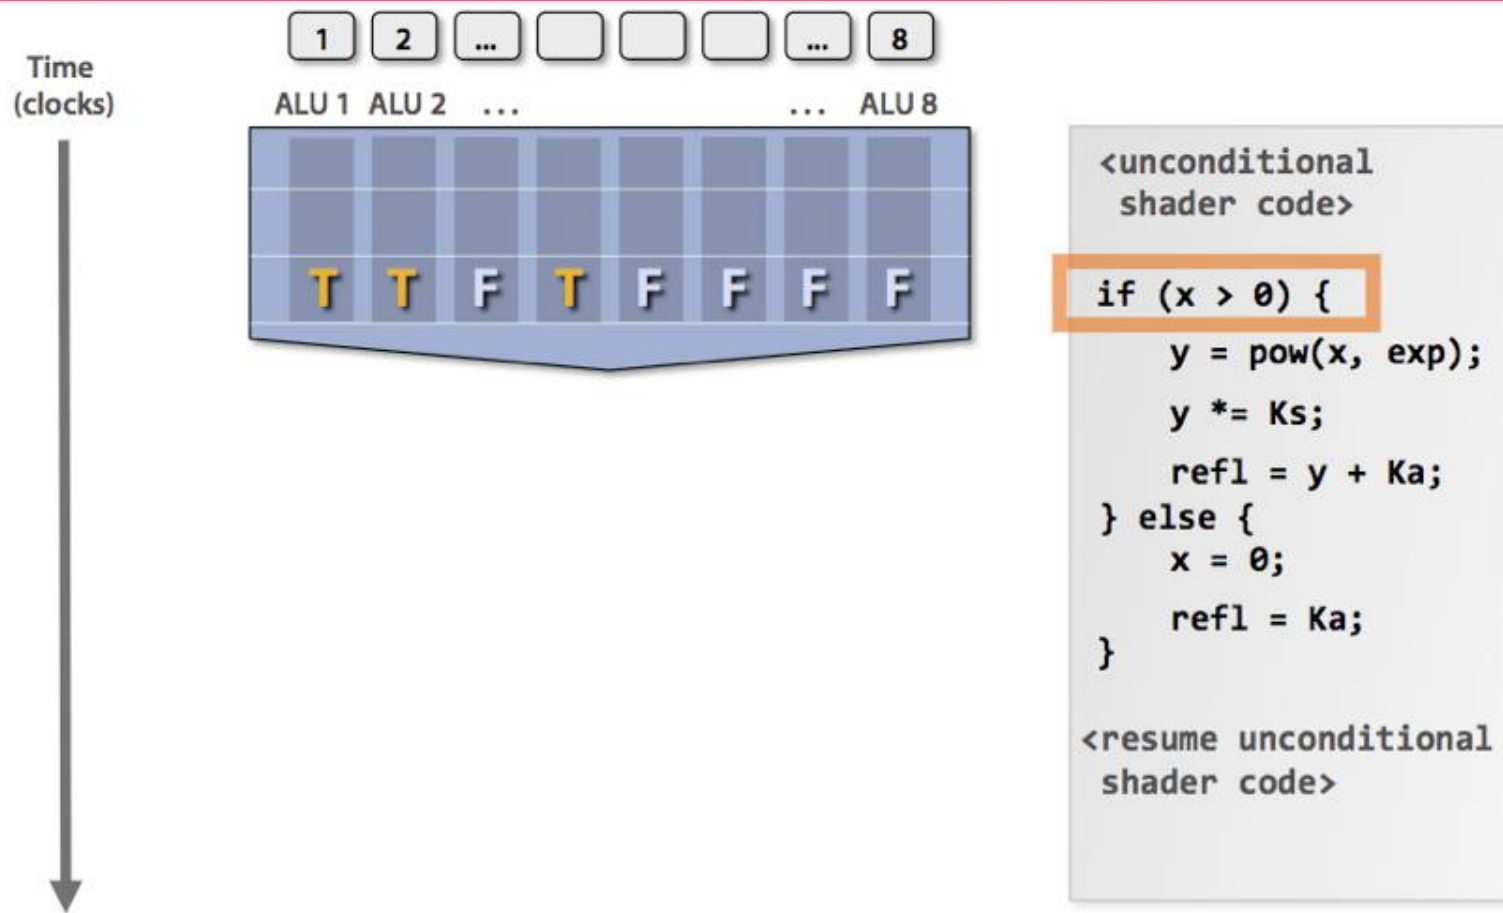 1 2 ... ... 8
Time
(clocks)
ALU 1 ALU 2 ... ... ALU 8
T T F T F F F F
<unconditional
shader code>
if (x > 0) {
y = pow(x, exp);
y *= Ks;
refl = y + Ka;
} else {
x = 0;
refl = Ka;
}
<resume unconditional
shader code>